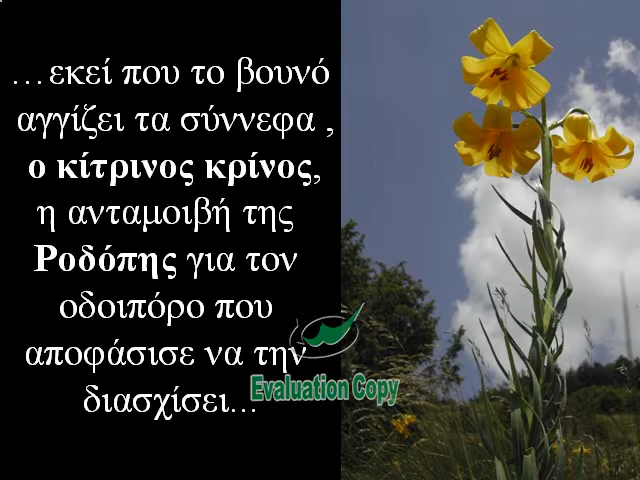 …εκεί που το βουνό
αγγίζει τα σύννεφα ,
ο κίτρινος κρίνος,
η ανταμοιβή της
Ροδόπης για τον
οδοιπόρο που
αποφάσισε να την
διασχίσει...
Evaluation Copy